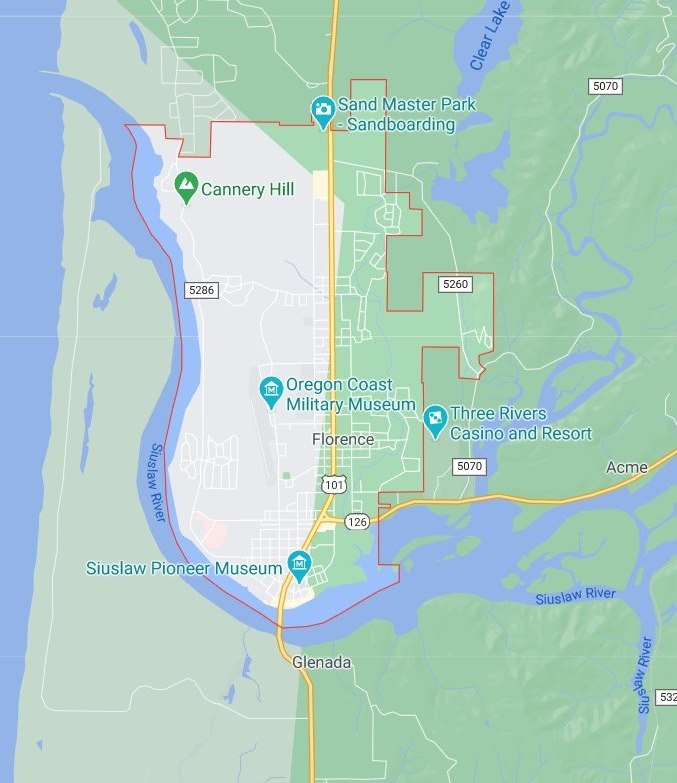 Clear Lake
5070
Sand Master Park
- Sandboarding
Cannery Hill
5260
5286
Oregon Coast
Military Museum
Three Rivers
Casino and Resort
Florence
5070
Acme
Siuslaw River
101
126
Siuslaw Pioneer Museum
Siuslaw River
Glenada
Siuslaw River
532